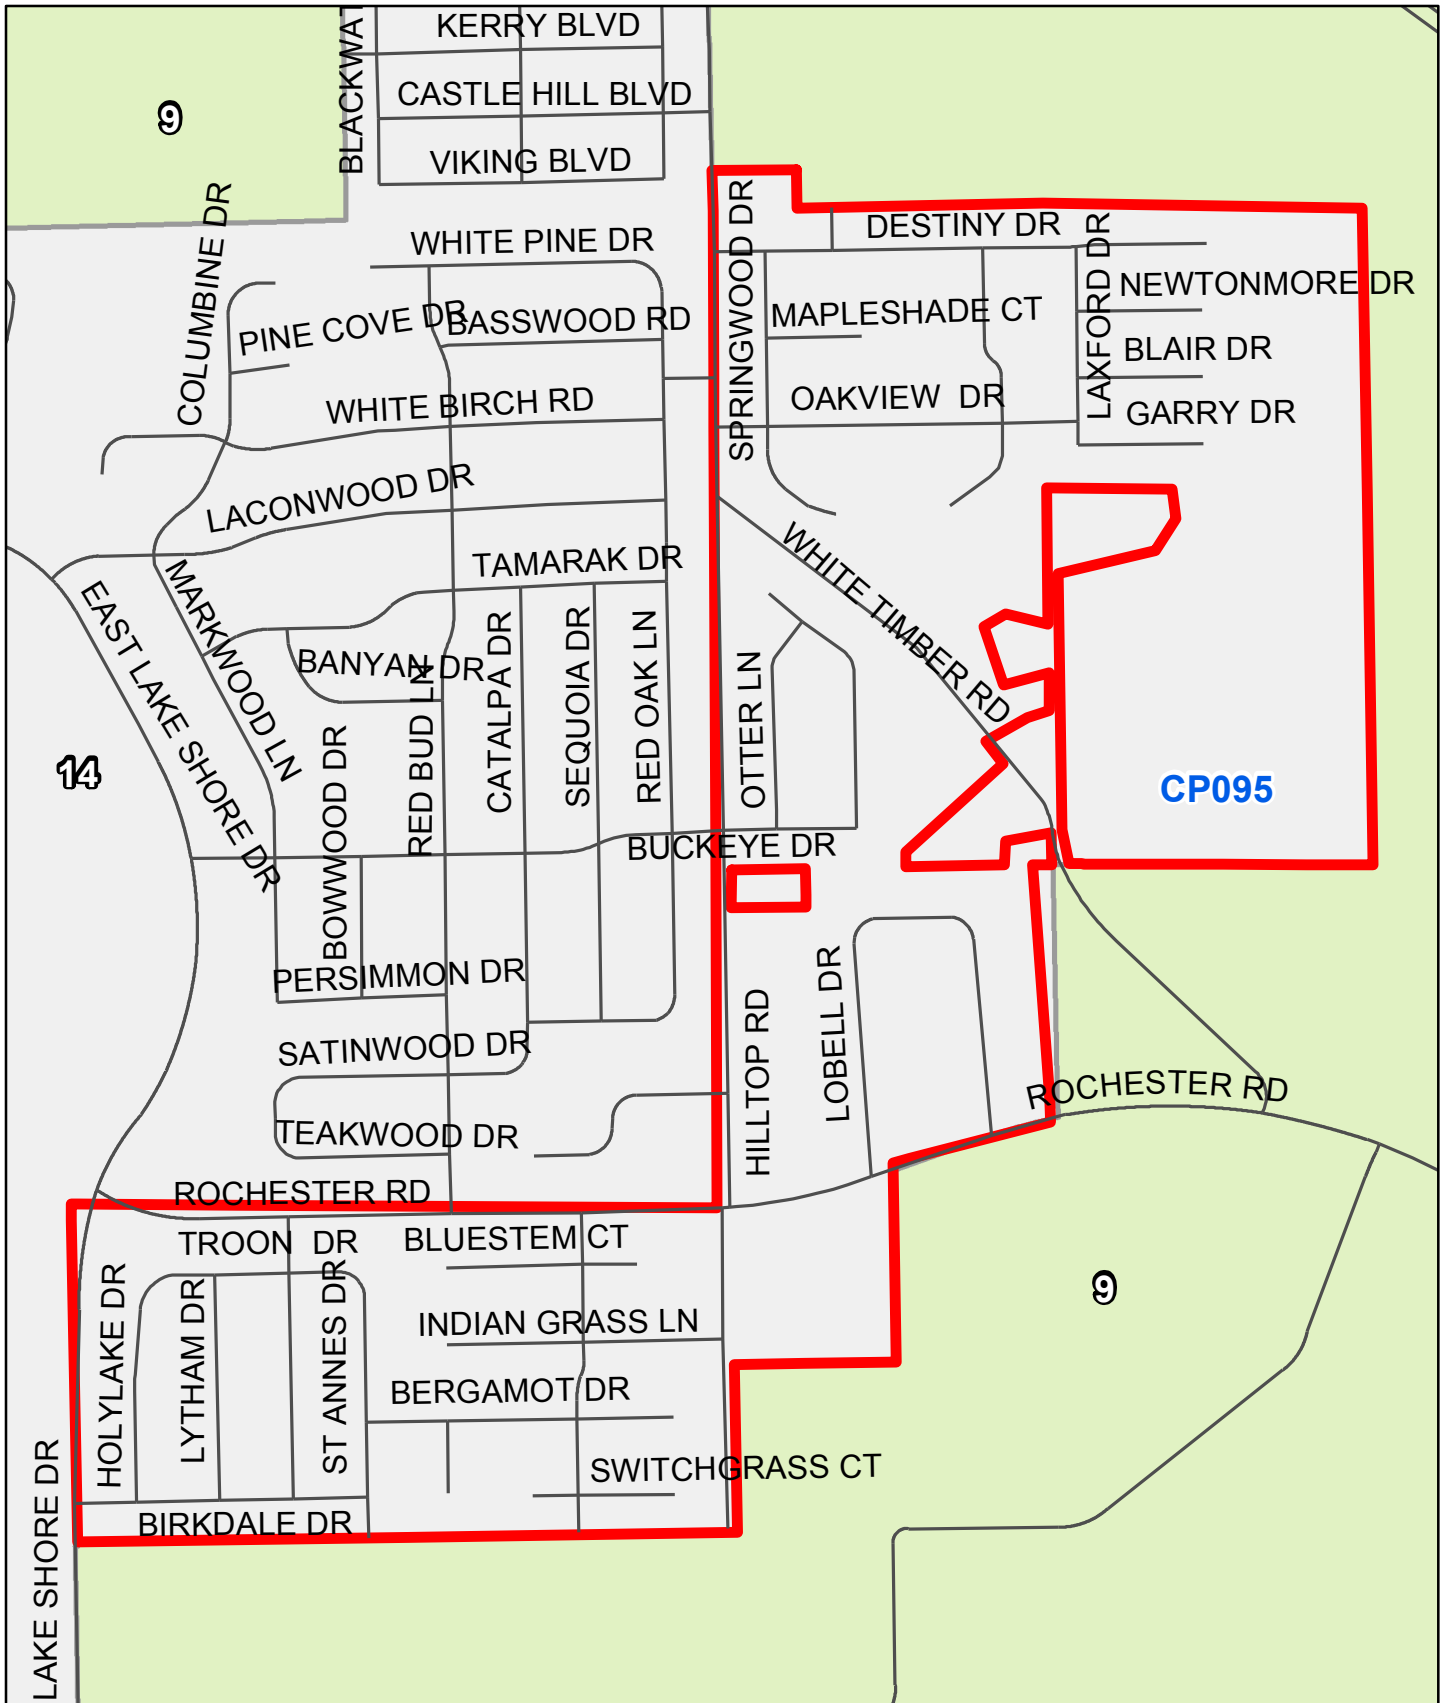 KERRY BLVD
BLACKWAT
CASTLE HILL BLVD
9
VIKING BLVD
COLUMBINE DR
SPRINGWOOD DR
DESTINY DR
LAXFORD DR
WHITE PINE DR
NEWTONMORE DR
PINE COVE DR
BASSWOOD RD
MAPLESHADE CT
BLAIR DR
WHITE BIRCH RD
OAKVIEW DR
GARRY DR
LACONWOOD DR
WHITE TIMBER RD
TAMARAK DR
MARKWOOD LN
EAST LAKE SHORE DR
BANYAN DR
RED BUD LN
CATALPA DR
SEQUOIA DR
RED OAK LN
OTTER LN
BOWWOOD DR
14
CP095
BUCKEYE DR
PERSIMMON DR
HILLTOP RD
LOBELL DR
SATINWOOD DR
ROCHESTER RD
TEAKWOOD DR
ROCHESTER RD
TROON DR
BLUESTEM CT
HOLYLAKE DR
LYTHAM DR
ST ANNES DR
9
INDIAN GRASS LN
BERGAMOT DR
LAKE SHORE DR
SWITCHGRASS CT
BIRKDALE DR